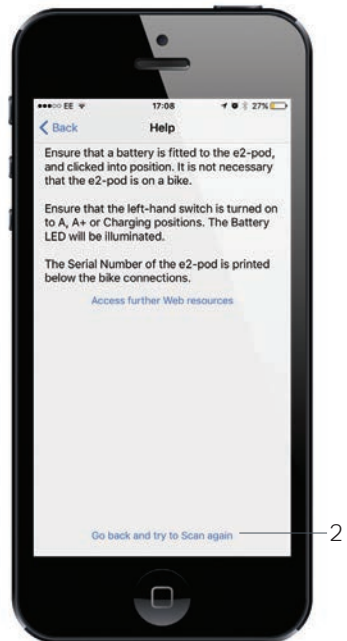 EE 17:08 27%
Back Help
Ensure that a battery is fitted to the e2-pod,
and clicked into position. It is not necessary
that the e2-pod is on a bike.
Ensure that the left-hand switch is turned on
to A, A+ or Charging positions. The Battery
LED will be illuminated.
The Serial Number of the e2-pod is printed
below the bike connections.
Access further Web resources
Go back and try to Scan again 2